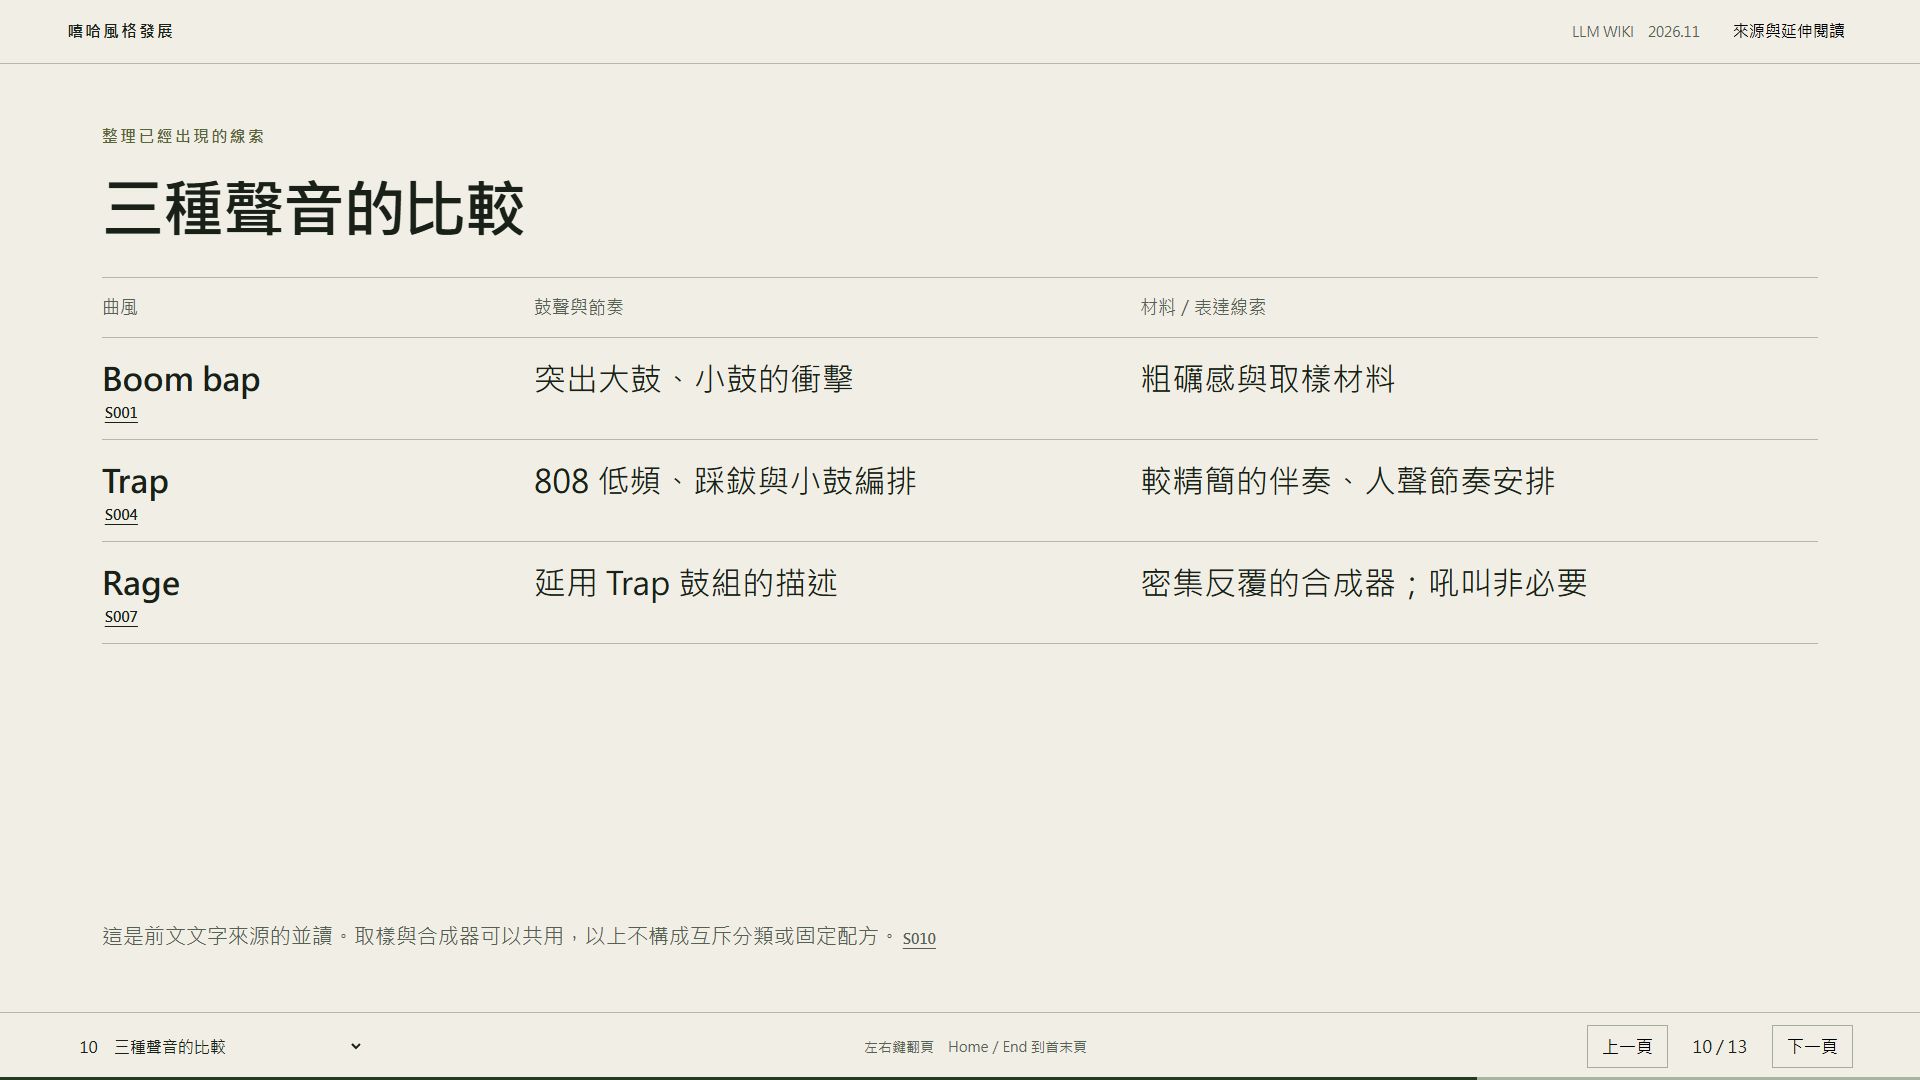 嘻哈風格發展
LLM WIKI 2026.11 來源與延伸閱讀
整理已經出現的線索
三種聲音的比較
曲風 鼓聲與節奏 材料 / 表達線索
Boom bap 突出大鼓、小鼓的衝擊 粗礪感與取樣材料
S001
Trap 808 低頻、踩鈸與小鼓編排 較精簡的伴奏、人聲節奏安排
S004
Rage 延用 Trap 鼓組的描述 密集反覆的合成器；吼叫非必要
S007
這是前文文字來源的並讀。取樣與合成器可以共用，以上不構成互斥分類或固定配方。 S010
10 三種聲音的比較
左右鍵翻頁 Home / End 到首末頁
上一頁 10 / 13 下一頁